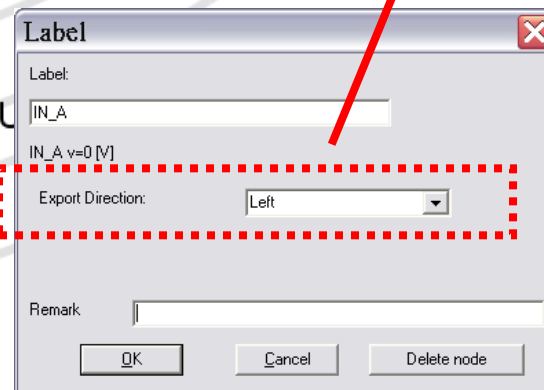 Label
Label:
IN_A
IN_A v=0 [V]
Export Direction:
Left
Remark
OK
Cancel
Delete node